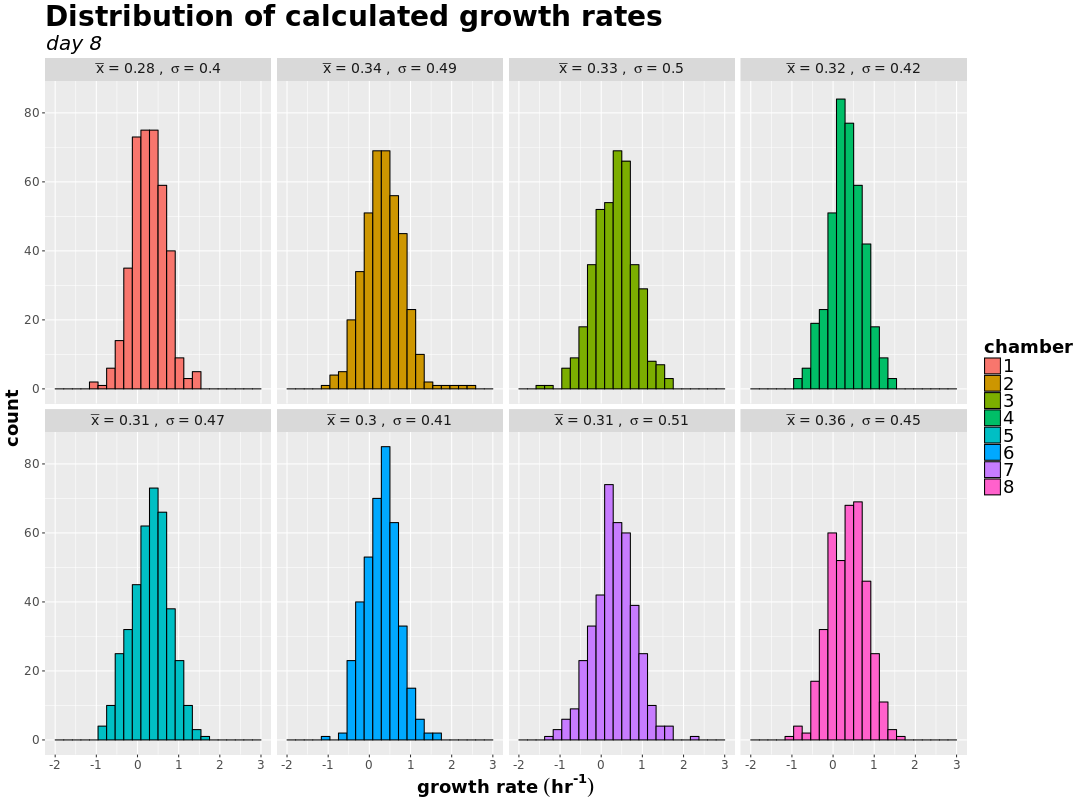 Distribution of calculated growth rates
day 8
x̅ = 0.28 , σ = 0.4
x̅ = 0.34 , σ = 0.49
x̅ = 0.33 , σ = 0.5
x̅ = 0.32 , σ = 0.42
80
60
40
20
0
x̅ = 0.31 , σ = 0.47
x̅ = 0.3 , σ = 0.41
x̅ = 0.31 , σ = 0.51
x̅ = 0.36 , σ = 0.45
80
60
40
20
0
-2 -1 0 1 2 3
-2 -1 0 1 2 3
-2 -1 0 1 2 3
-2 -1 0 1 2 3
count
growth rate (hr⁻¹)
chamber
1
2
3
4
5
6
7
8